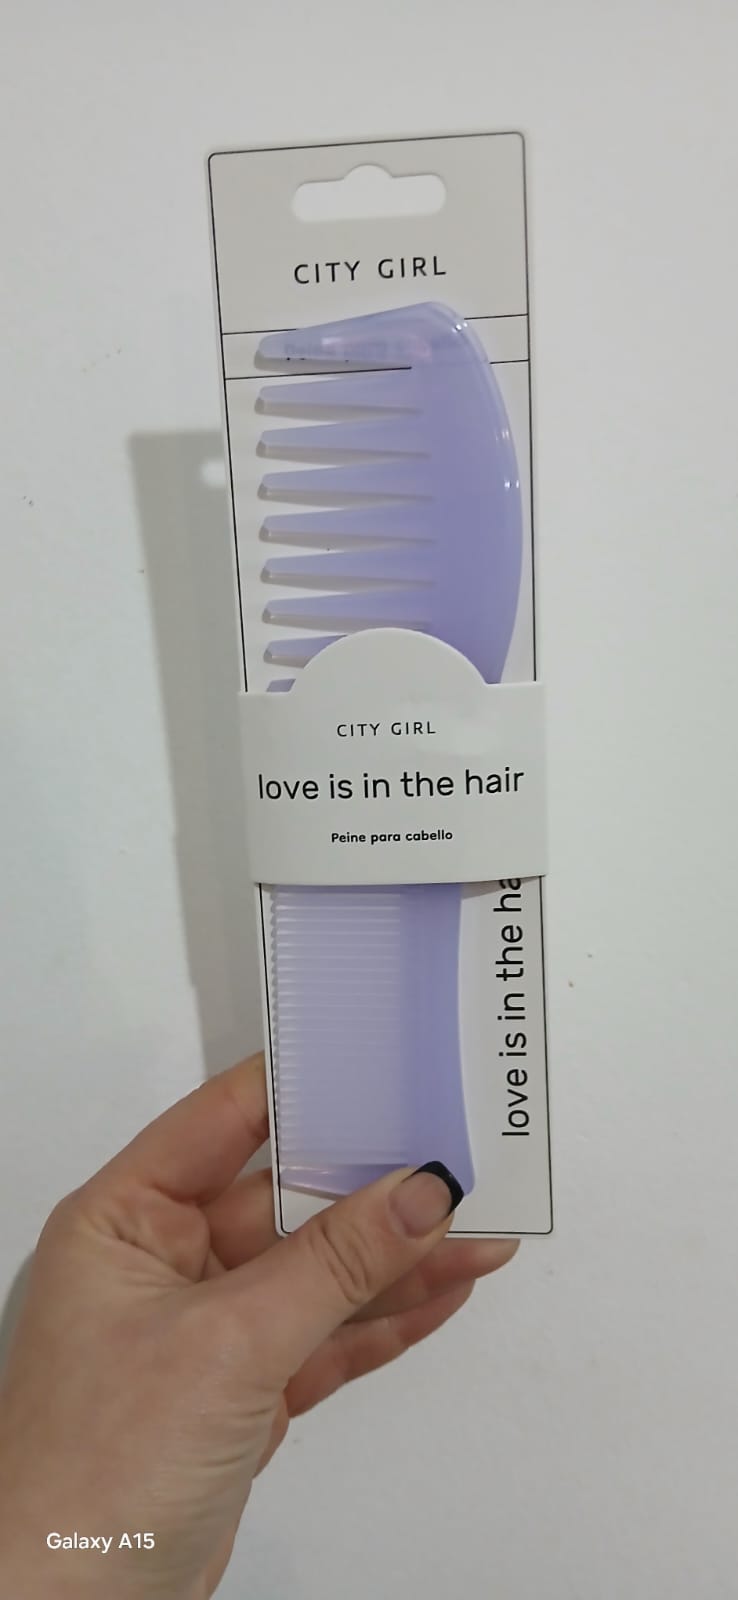 CITY GIRL
CITY GIRL
love is in the hair
Peine para cabello
love is in the ha
Galaxy A15